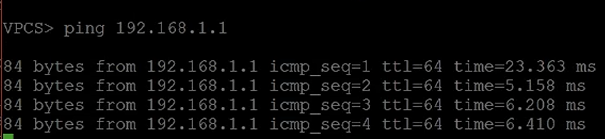 VPCS> ping 192.168.1.1
84 bytes from 192.168.1.1 icmp_seq=1 ttl=64 time=23.363 ms
84 bytes from 192.168.1.1 icmp_seq=2 ttl=64 time=5.158 ms
84 bytes from 192.168.1.1 icmp_seq=3 ttl=64 time=6.208 ms
84 bytes from 192.168.1.1 icmp_seq=4 ttl=64 time=6.410 ms